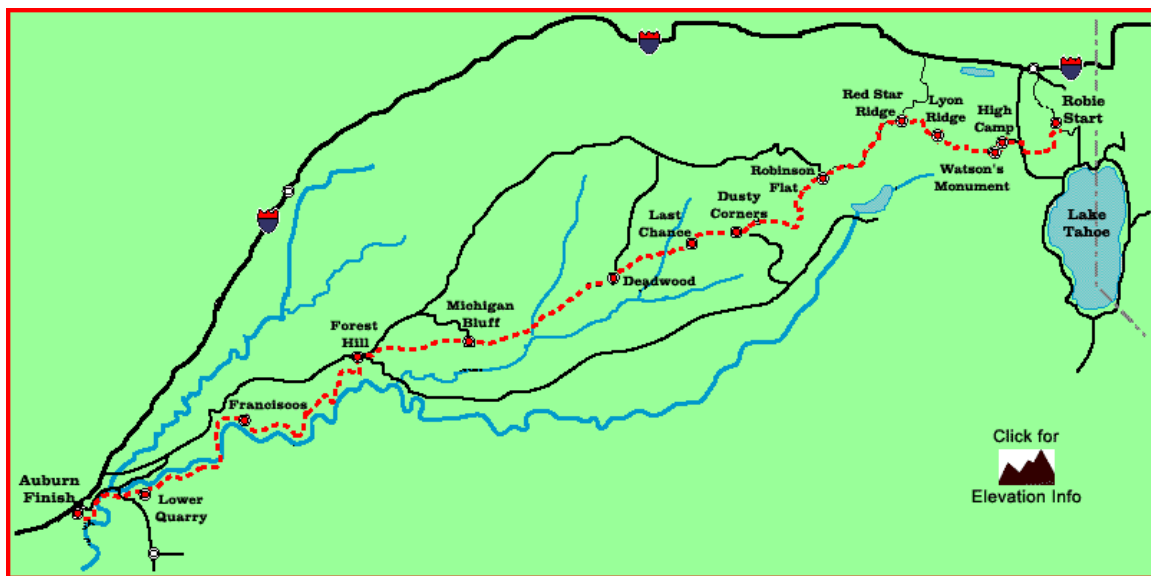 Red Star
Ridge
Lyon
Ridge
High
Camp
Robie
Start
Watson's
Monument
Robinson
Flat
Dusty
Corners
Last
Chance
Lake
Tahoe
Deadwood
Michigan
Bluff
Forest
Hill
Franciscos
Auburn
Finish
Lower
Quarry
Click for
Elevation Info